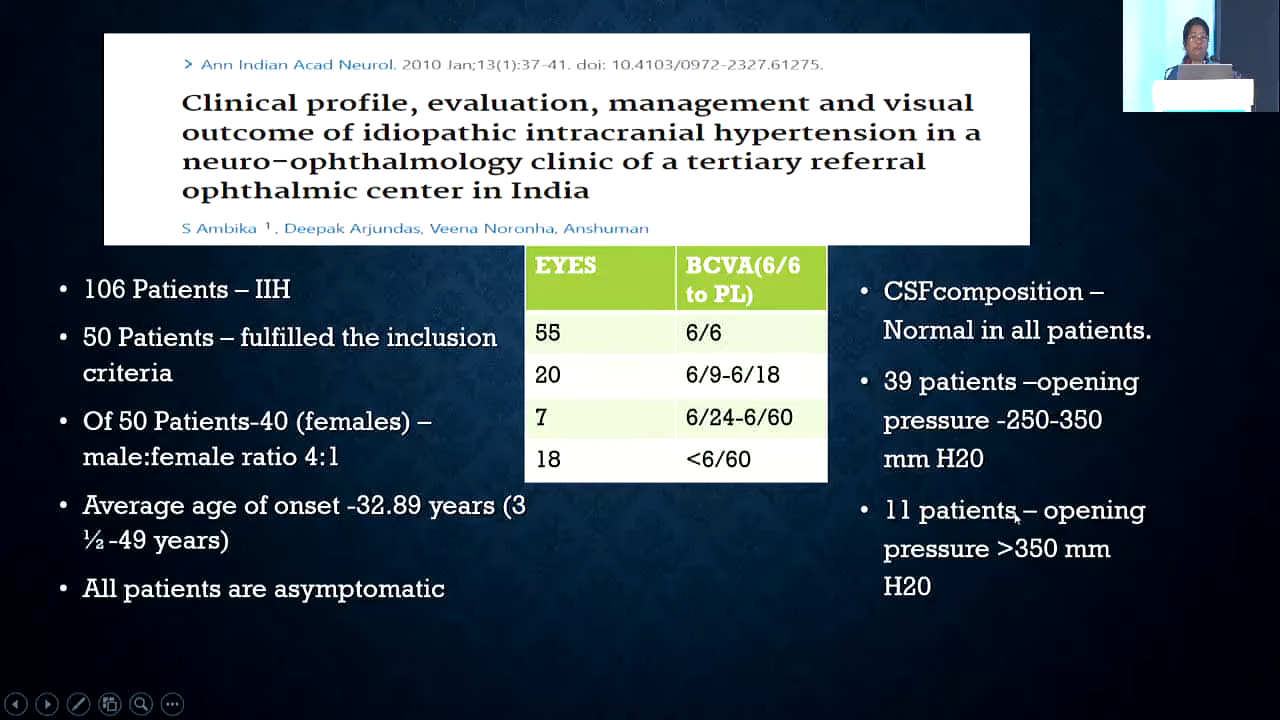 > Ann Indian Acad Neurol. 2010 Jan;13(1):37-41. doi: 10.4103/0972-2327.61275.
Clinical profile, evaluation, management and visual
outcome of idiopathic intracranial hypertension in a
neuro-ophthalmology clinic of a tertiary referral
ophthalmic center in India
S Ambika ¹, Deepak Arjundas, Veena Noronha, Anshuman
• 106 Patients – IIH
• 50 Patients – fulfilled the inclusion
criteria
• Of 50 Patients-40 (females) –
male:female ratio 4:1
• Average age of onset -32.89 years (3
½ -49 years)
• All patients are asymptomatic
EYES BCVA(6/6
to PL)
55 6/6
20 6/9-6/18
7 6/24-6/60
18 <6/60
• CSFcomposition –
Normal in all patients.
• 39 patients –opening
pressure -250-350
mm H20
• 11 patients – opening
pressure >350 mm
H20